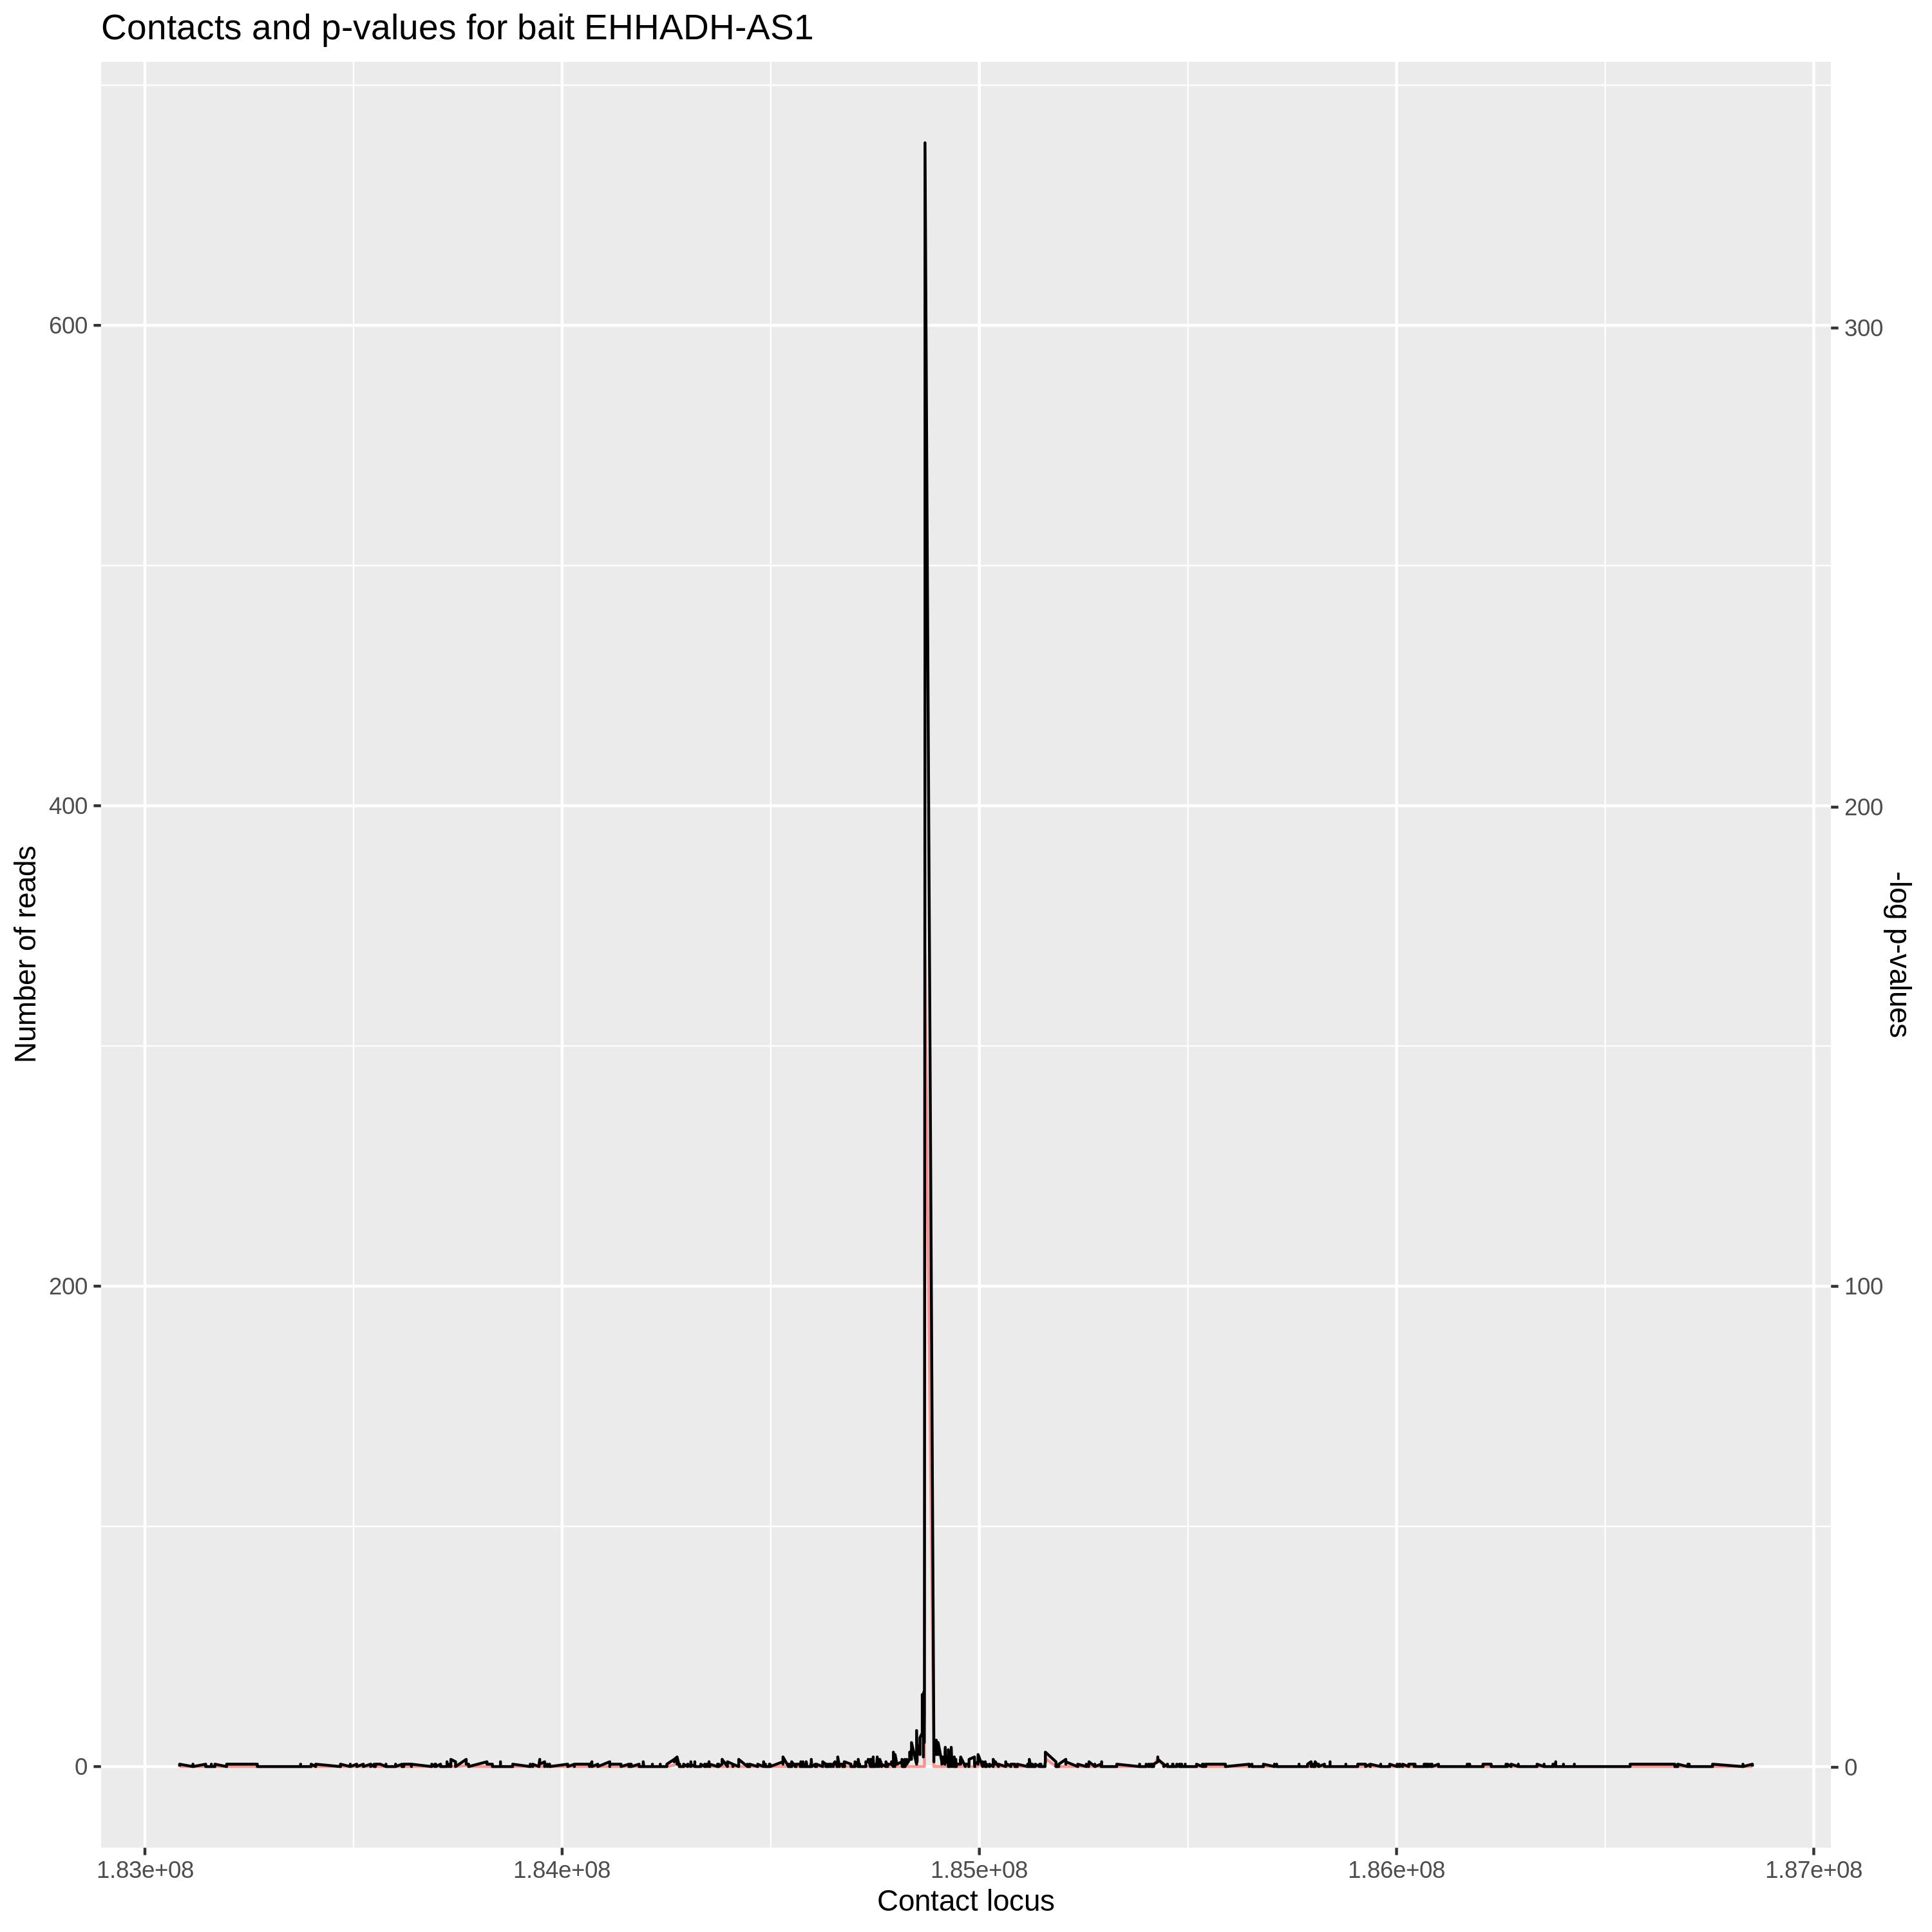 Contacts and p-values for bait EHHADH-AS1
600
400
200
0
Number of reads
300
200
100
0
-log p-values
1.83e+08
1.84e+08
1.85e+08
1.86e+08
1.87e+08
Contact locus